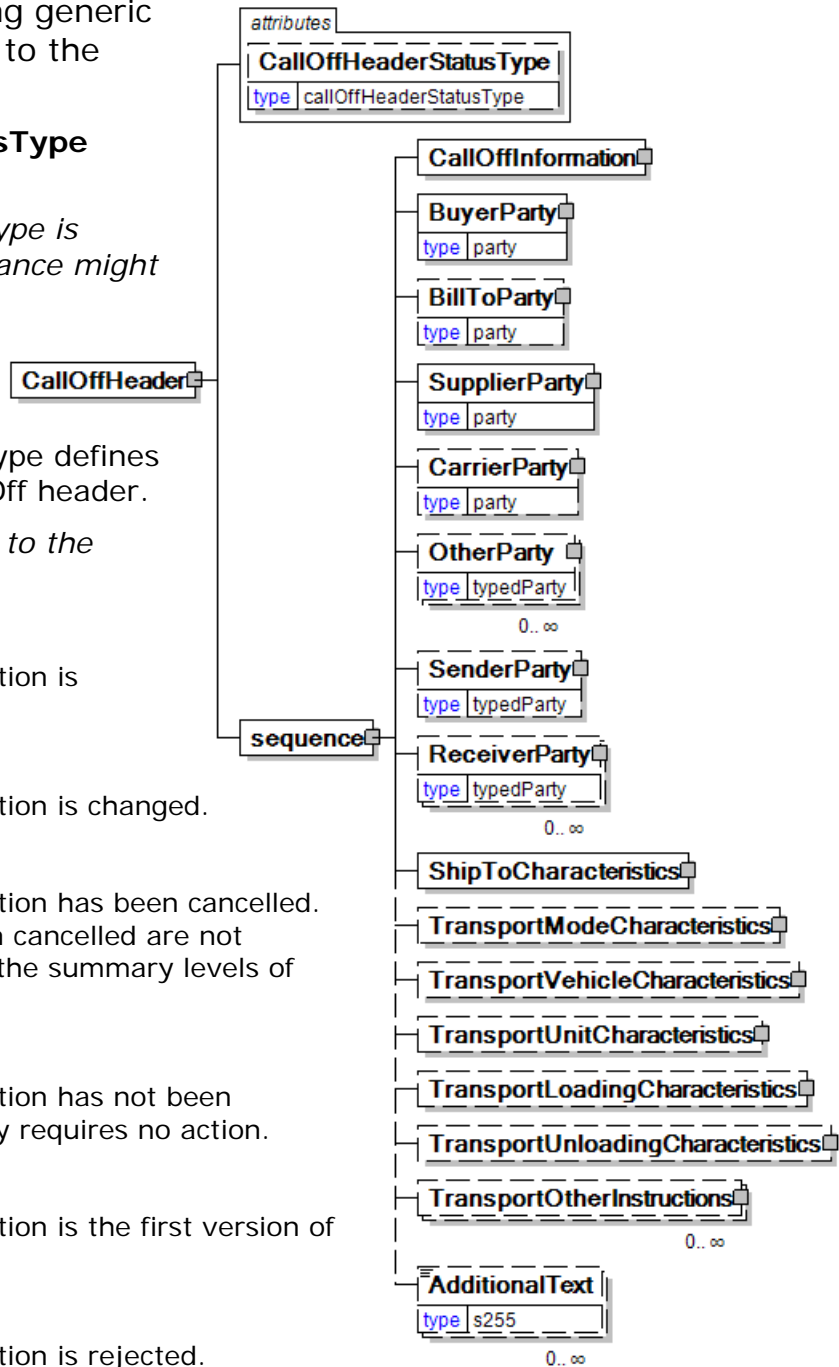 ng generic
to the
sType
ype is
ance might
ype defines
Off header.
to the
tion is
tion is changed.
tion has been cancelled.
n cancelled are not
the summary levels of
tion has not been
y requires no action.
tion is the first version of
tion is rejected.
CallOffHeader
attributes
CallOffHeaderStatusType
type callOffHeaderStatusType
sequence
CallOffInformation
BuyerParty
type party
BillToParty
type party
SupplierParty
type party
CarrierParty
type party
OtherParty
type typedParty
0.. ∞
SenderParty
type typedParty
ReceiverParty
type typedParty
0.. ∞
ShipToCharacteristics
TransportModeCharacteristics
TransportVehicleCharacteristics
TransportUnitCharacteristics
TransportLoadingCharacteristics
TransportUnloadingCharacteristics
TransportOtherInstructions
0.. ∞
AdditionalText
type s255
0.. ∞